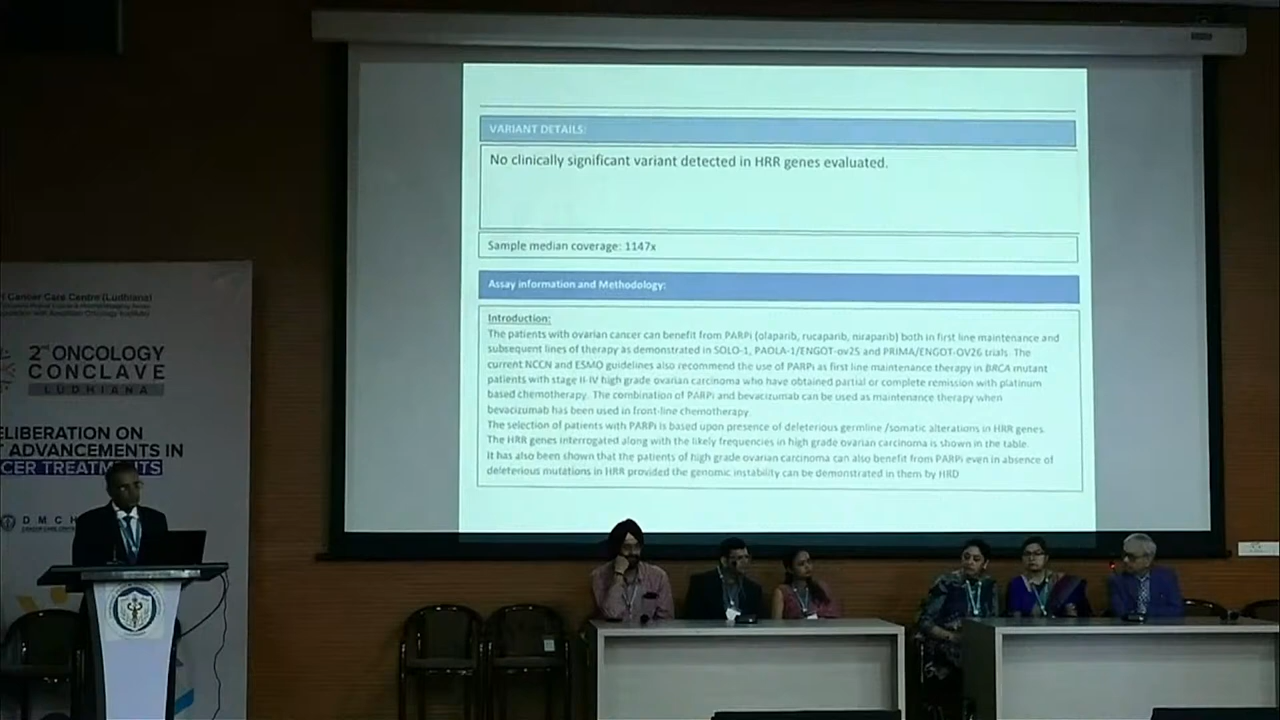 VARIANT DETAILS:
No clinically significant variant detected in HRR genes evaluated.
Sample median coverage: 1147x
Assay information and Methodology:
Introduction:
The patients with ovarian cancer can benefit from PARPi (olaparib, rucaparib, niraparib) both in first line maintenance and
subsequent lines of therapy as demonstrated in SOLO-1, PAOLA-1/ENGOT-ov25 and PRIMA/ENGOT-OV26 trials. The
current NCCN and ESMO guidelines also recommend the use of PARPi as first line maintenance therapy in BRCA mutant
patients with stage II-IV high grade ovarian carcinoma who have obtained partial or complete remission with platinum
based chemotherapy. The combination of PARPi and bevacizumab can be used as maintenance therapy when
bevacizumab has been used in front-line chemotherapy
The selection of patients with PARPi is based upon presence of deleterious germline /somatic alterations in HRR genes.
The HRR genes interrogated along with the likely frequencies in high grade ovarian carcinoma is shown in the table.
It has also been shown that the patients of high grade ovarian carcinoma can also benefit from PARPi even in absence of
deleterious mutations in HRR provided the genomic instability can be demonstrated in them by HRD
Cancer Care Centre (Ludhiana)
2nd ONCOLOGY
CONCLAVE
LUDHIANA
ELIBERATION ON
T ADVANCEMENTS IN
CER TREATMENTS
DMCH